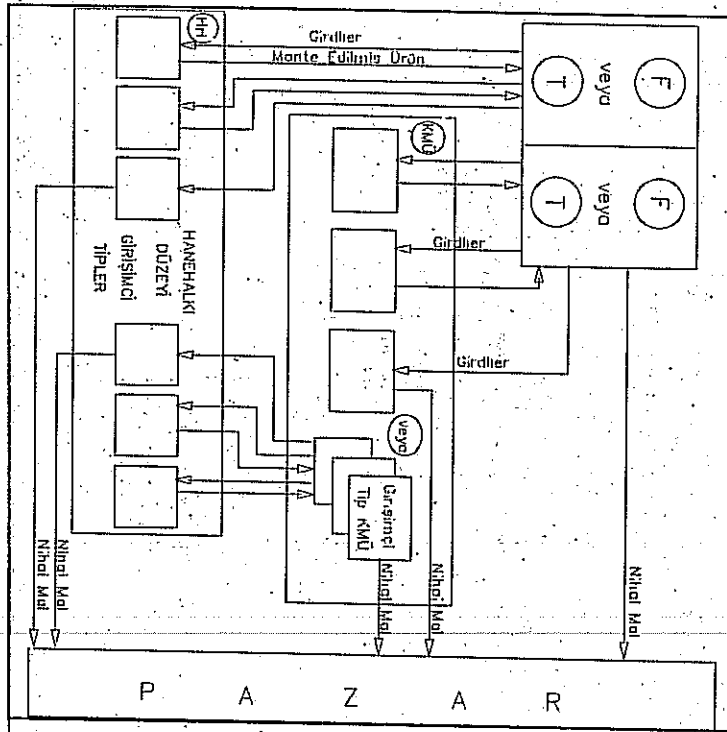 HH
Girdiler
Monte Edilmiş Ürün
T
veya
F
T
veya
F
KMÜ
Girdiler
Girdiler
HANEHALKI
DÜZEYİ
GİRİŞİMCİ
TİPLER
veya
Girişimci
Tip KMÜ
Nihai Mal
Nihai Mal
Nihai Mal
Nihai Mal
Nihai Mal
P A Z A R